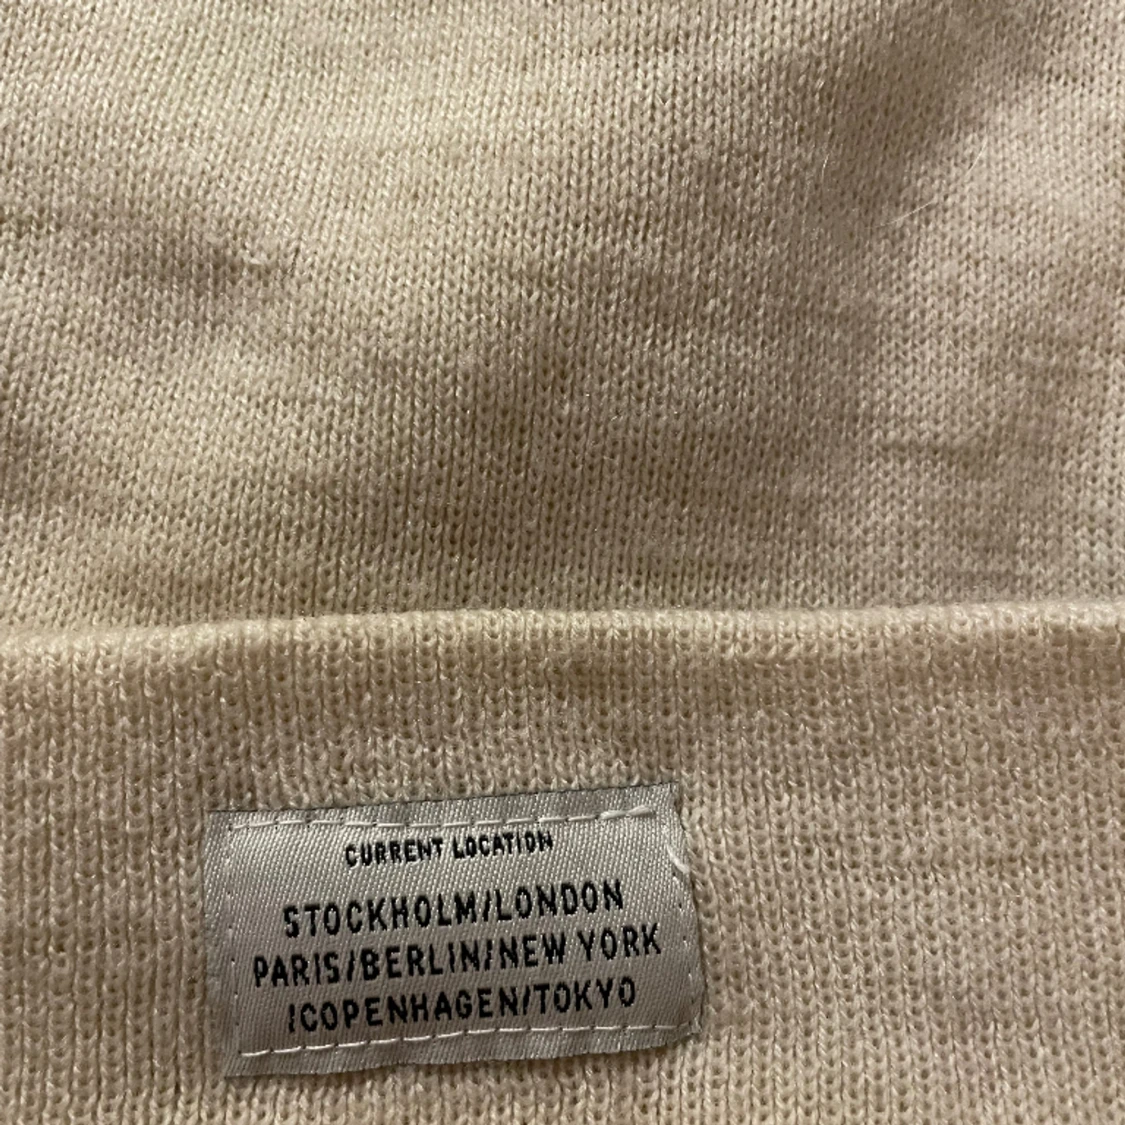 CURRENT LOCATION
STOCKHOLM/LONDON
PARIS/BERLIN/NEW YORK
/COPENHAGEN/TOKYO